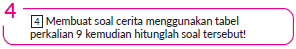 4
4 Membuat soal cerita menggunakan tabel
perkalian 9 kemudian hitunglah soal tersebut!